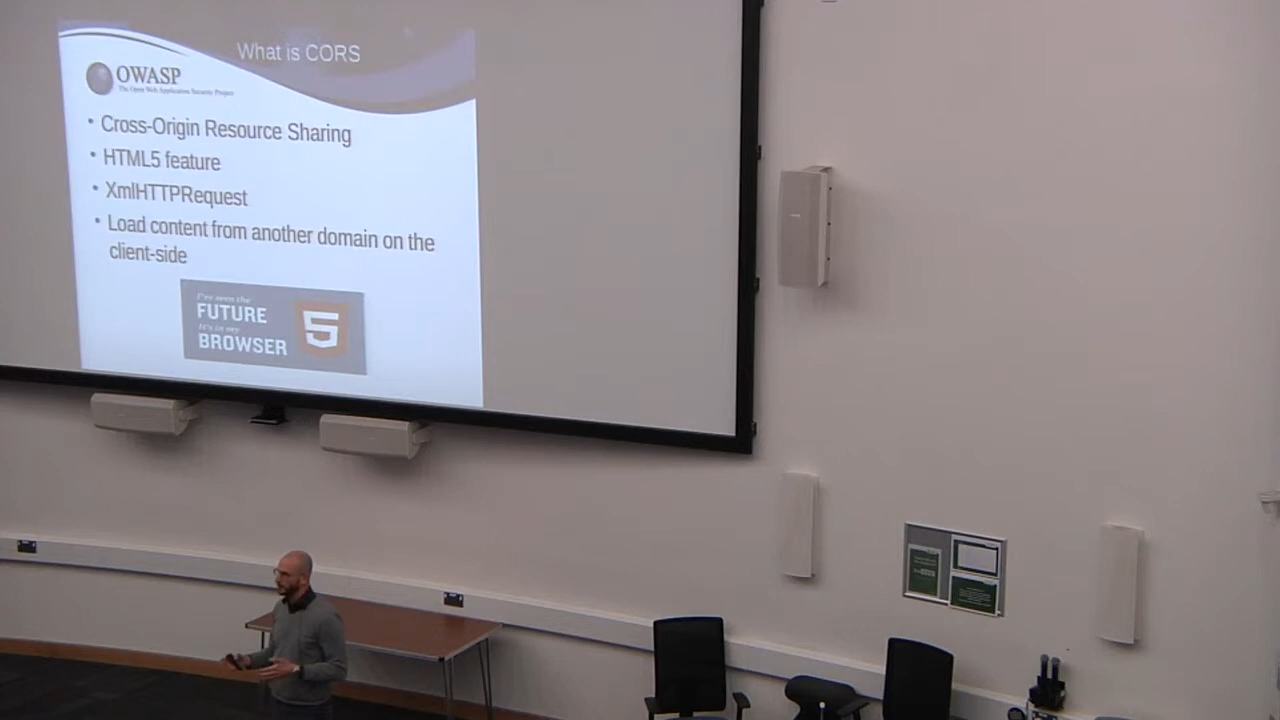 What is CORS
OWASP
The Open Web Application Security Project
• Cross-Origin Resource Sharing
• HTML5 feature
• XmlHTTPRequest
• Load content from another domain on the
client-side
I've seen the
FUTURE
It's in my
BROWSER
5